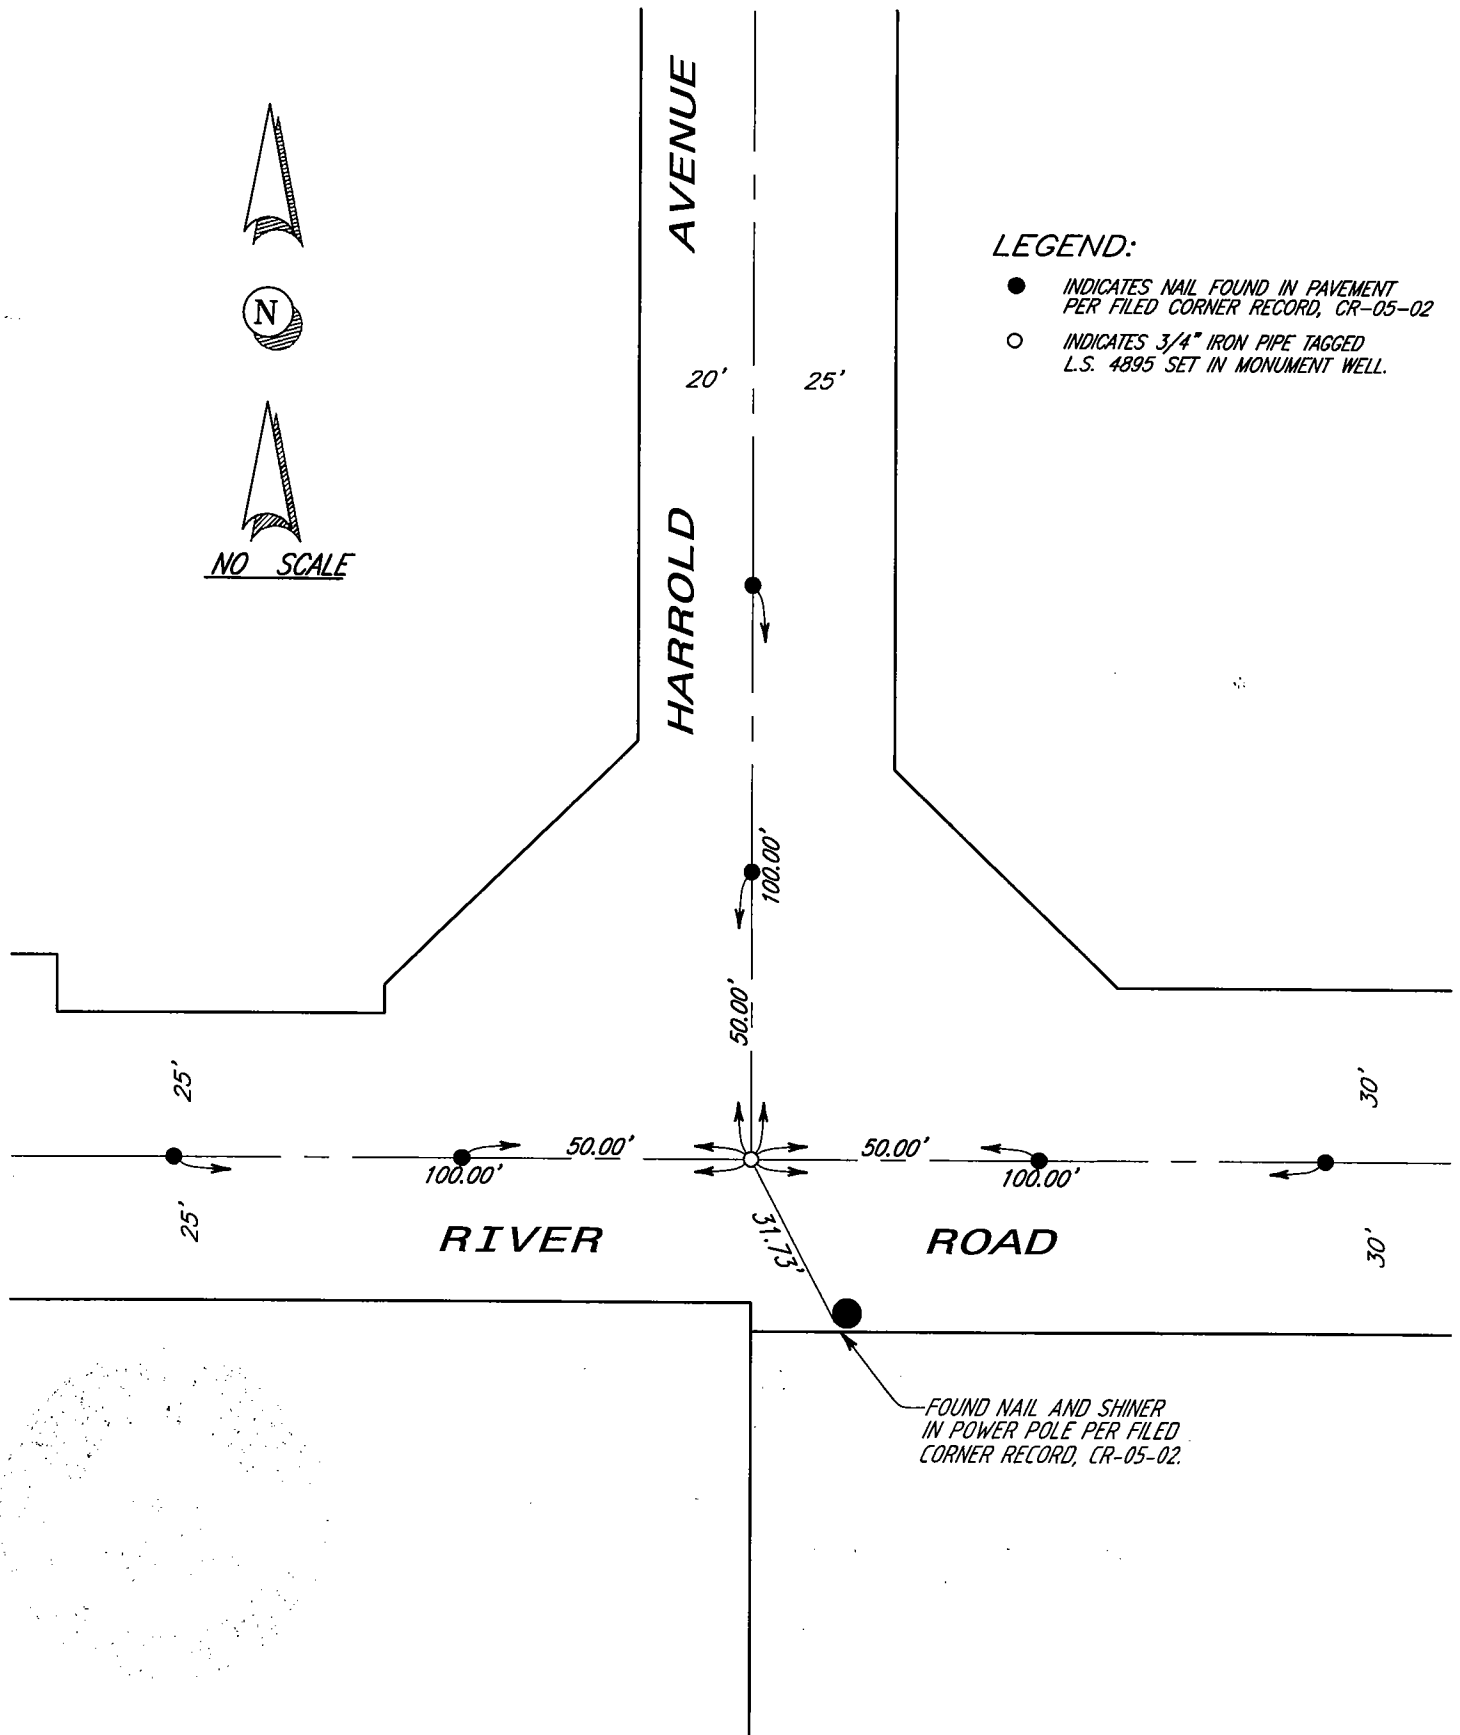 AVENUE
LEGEND:
INDICATES NAIL FOUND IN PAVEMENT
PER FILED CORNER RECORD, CR-05-02
INDICATES 3/4" IRON PIPE TAGGED
L.S. 4895 SET IN MONUMENT WELL.
N
20'
25'
NO SCALE
HARROLD
100.00'
50.00'
25'
30'
50.00'
50.00'
100.00'
100.00'
25'
30'
RIVER
ROAD
31.73'
FOUND NAIL AND SHINER
IN POWER POLE PER FILED
CORNER RECORD, CR-05-02.